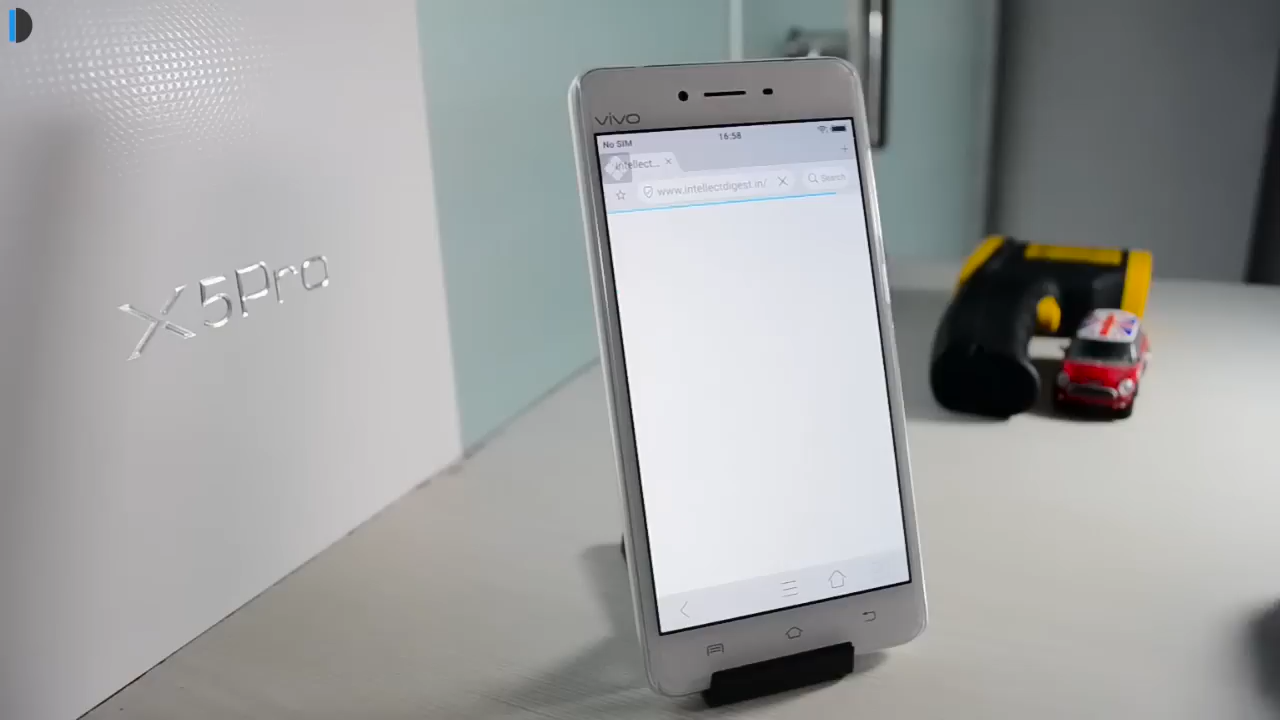 X5Pro
vivo
No SIM
16:58
intellect...
www.intellectdigest.in/
Search